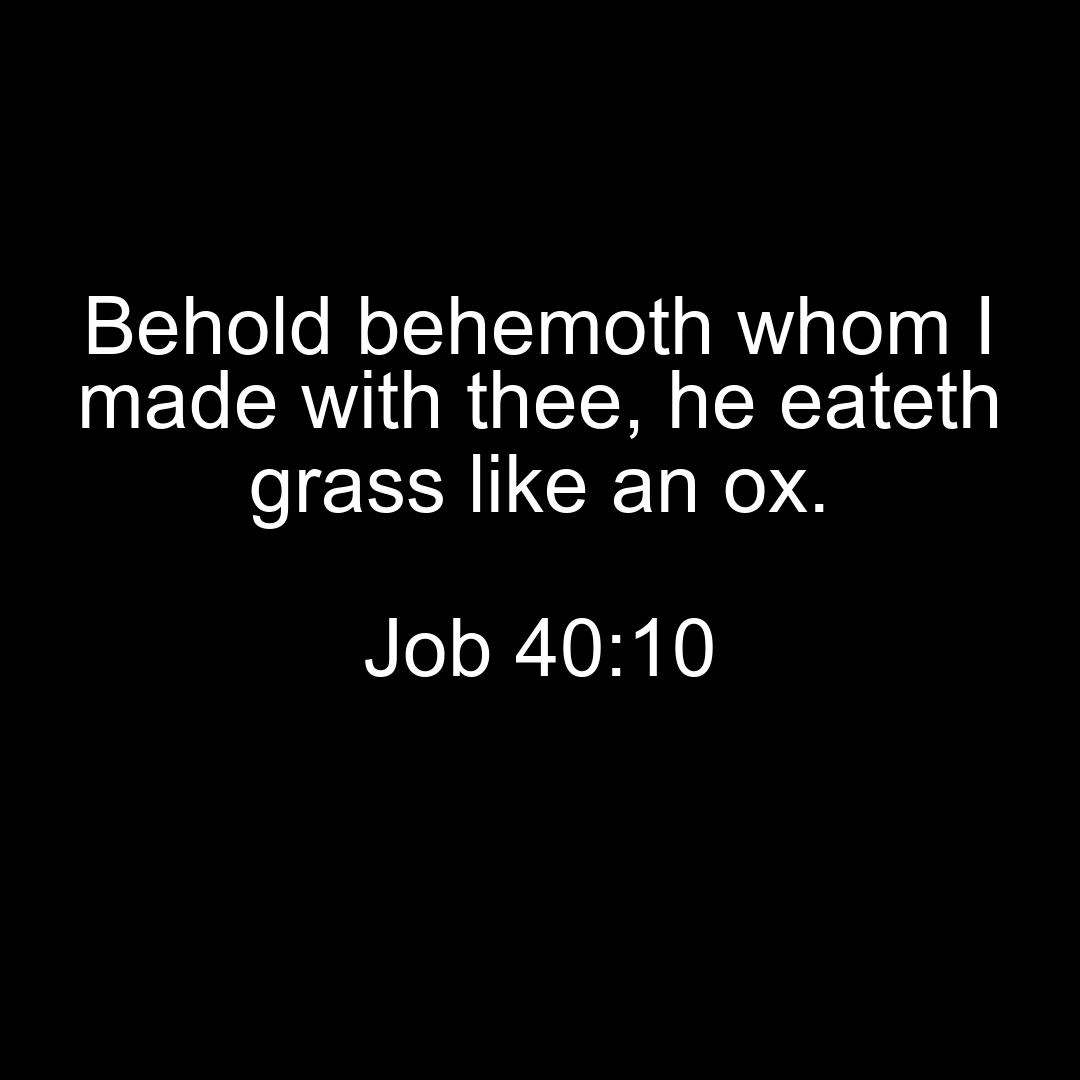 Behold behemoth whom I
made with thee, he eateth
grass like an ox.
Job 40:10